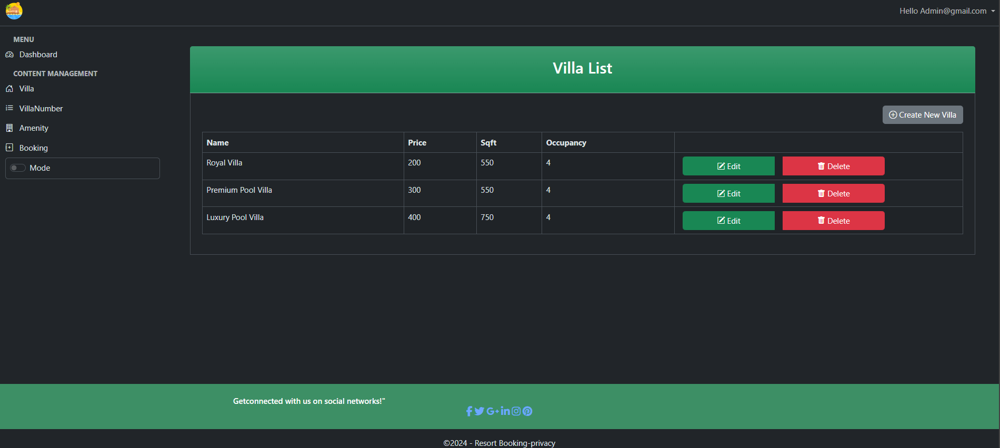 Hello Admin@gmail.com
MENU
Dashboard
CONTENT MANAGEMENT
Villa
VillaNumber
Amenity
Booking
Mode
Villa List
Create New Villa
Name Price Sqft Occupancy
Royal Villa 200 550 4 Edit Delete
Premium Pool Villa 300 550 4 Edit Delete
Luxury Pool Villa 400 750 4 Edit Delete
Getconnected with us on social networks!"
©2024 - Resort Booking-privacy